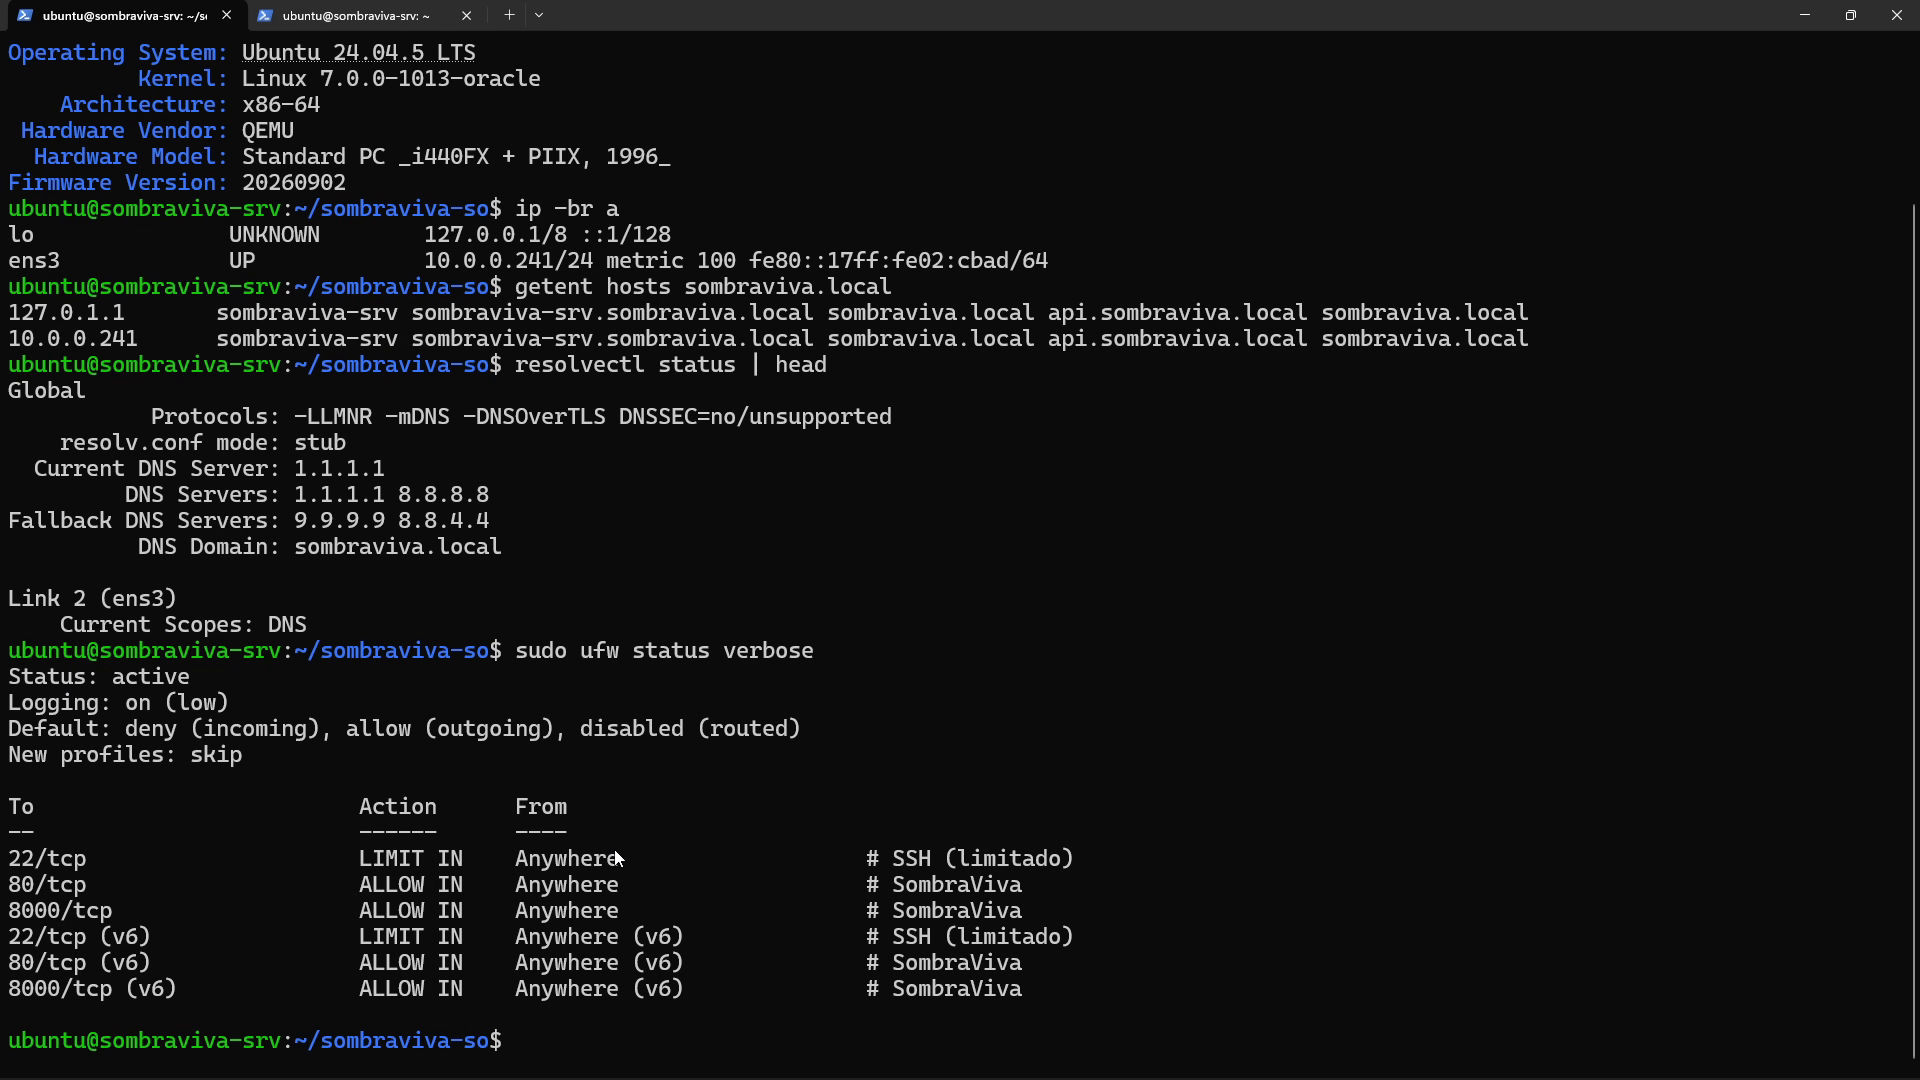 ubuntu@sombraviva-srv: ~/s
ubuntu@sombraviva-srv: ~
Operating System: Ubuntu 24.04.5 LTS
Kernel: Linux 7.0.0-1013-oracle
Architecture: x86-64
Hardware Vendor: QEMU
Hardware Model: Standard PC _i440FX + PIIX, 1996_
Firmware Version: 20260902
ubuntu@sombraviva-srv:~/sombraviva-so$ ip -br a
lo UNKNOWN 127.0.0.1/8 ::1/128
ens3 UP 10.0.0.241/24 metric 100 fe80::17ff:fe02:cbad/64
ubuntu@sombraviva-srv:~/sombraviva-so$ getent hosts sombraviva.local
127.0.1.1 sombraviva-srv sombraviva-srv.sombraviva.local sombraviva.local api.sombraviva.local sombraviva.local
10.0.0.241 sombraviva-srv sombraviva-srv.sombraviva.local sombraviva.local api.sombraviva.local sombraviva.local
ubuntu@sombraviva-srv:~/sombraviva-so$ resolvectl status | head
Global
Protocols: -LLMNR -mDNS -DNSOverTLS DNSSEC=no/unsupported
resolv.conf mode: stub
Current DNS Server: 1.1.1.1
DNS Servers: 1.1.1.1 8.8.8.8
Fallback DNS Servers: 9.9.9.9 8.8.4.4
DNS Domain: sombraviva.local
Link 2 (ens3)
Current Scopes: DNS
ubuntu@sombraviva-srv:~/sombraviva-so$ sudo ufw status verbose
Status: active
Logging: on (low)
Default: deny (incoming), allow (outgoing), disabled (routed)
New profiles: skip
To Action From
-- ------ ----
22/tcp LIMIT IN Anywhere # SSH (limitado)
80/tcp ALLOW IN Anywhere # SombraViva
8000/tcp ALLOW IN Anywhere # SombraViva
22/tcp (v6) LIMIT IN Anywhere (v6) # SSH (limitado)
80/tcp (v6) ALLOW IN Anywhere (v6) # SombraViva
8000/tcp (v6) ALLOW IN Anywhere (v6) # SombraViva
ubuntu@sombraviva-srv:~/sombraviva-so$